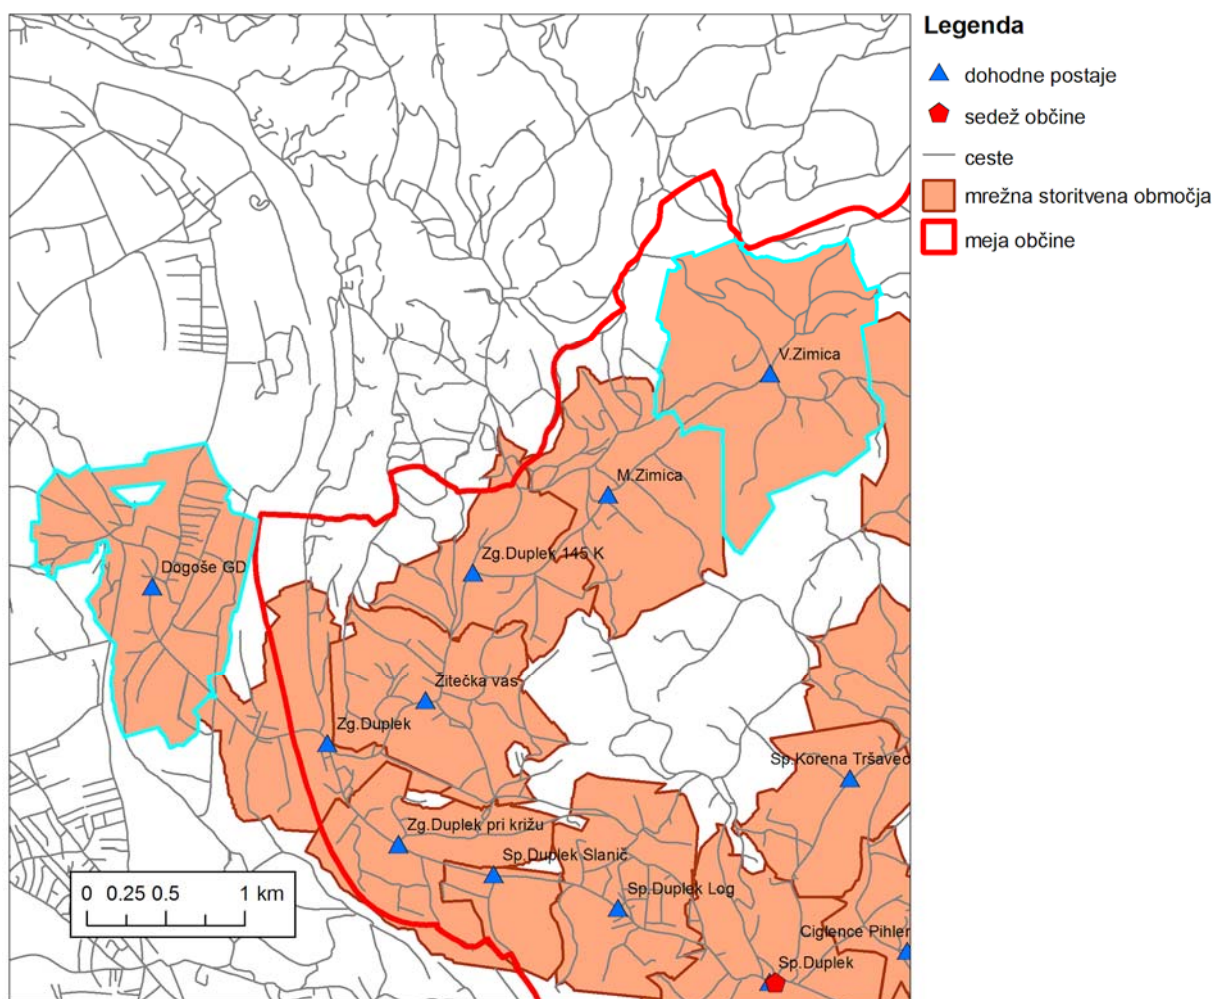 Legenda
dohodne postaje
sedež občine
ceste
mrežna storitvena območja
meja občine
V.Zimica
M.Zimica
Zg.Duplek 145 K
Dogoše GD
Žitečka vas
Zg.Duplek
Sp.Korena Tršavec
Zg.Duplek pri križu
Sp.Duplek Slanič
Sp.Duplek Log
0 0.25 0.5 1 km
Ciglence Pihler
Sp.Duplek